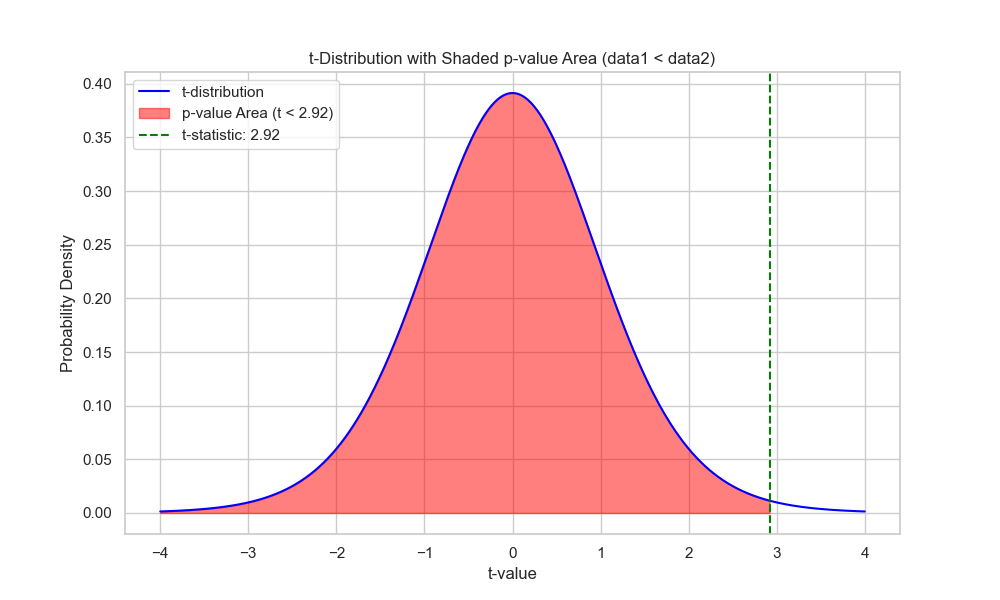 t-Distribution with Shaded p-value Area (data1 < data2)
t-distribution
p-value Area (t < 2.92)
t-statistic: 2.92
Probability Density
0.40
0.35
0.30
0.25
0.20
0.15
0.10
0.05
0.00
−4 −3 −2 −1 0 1 2 3 4
t-value